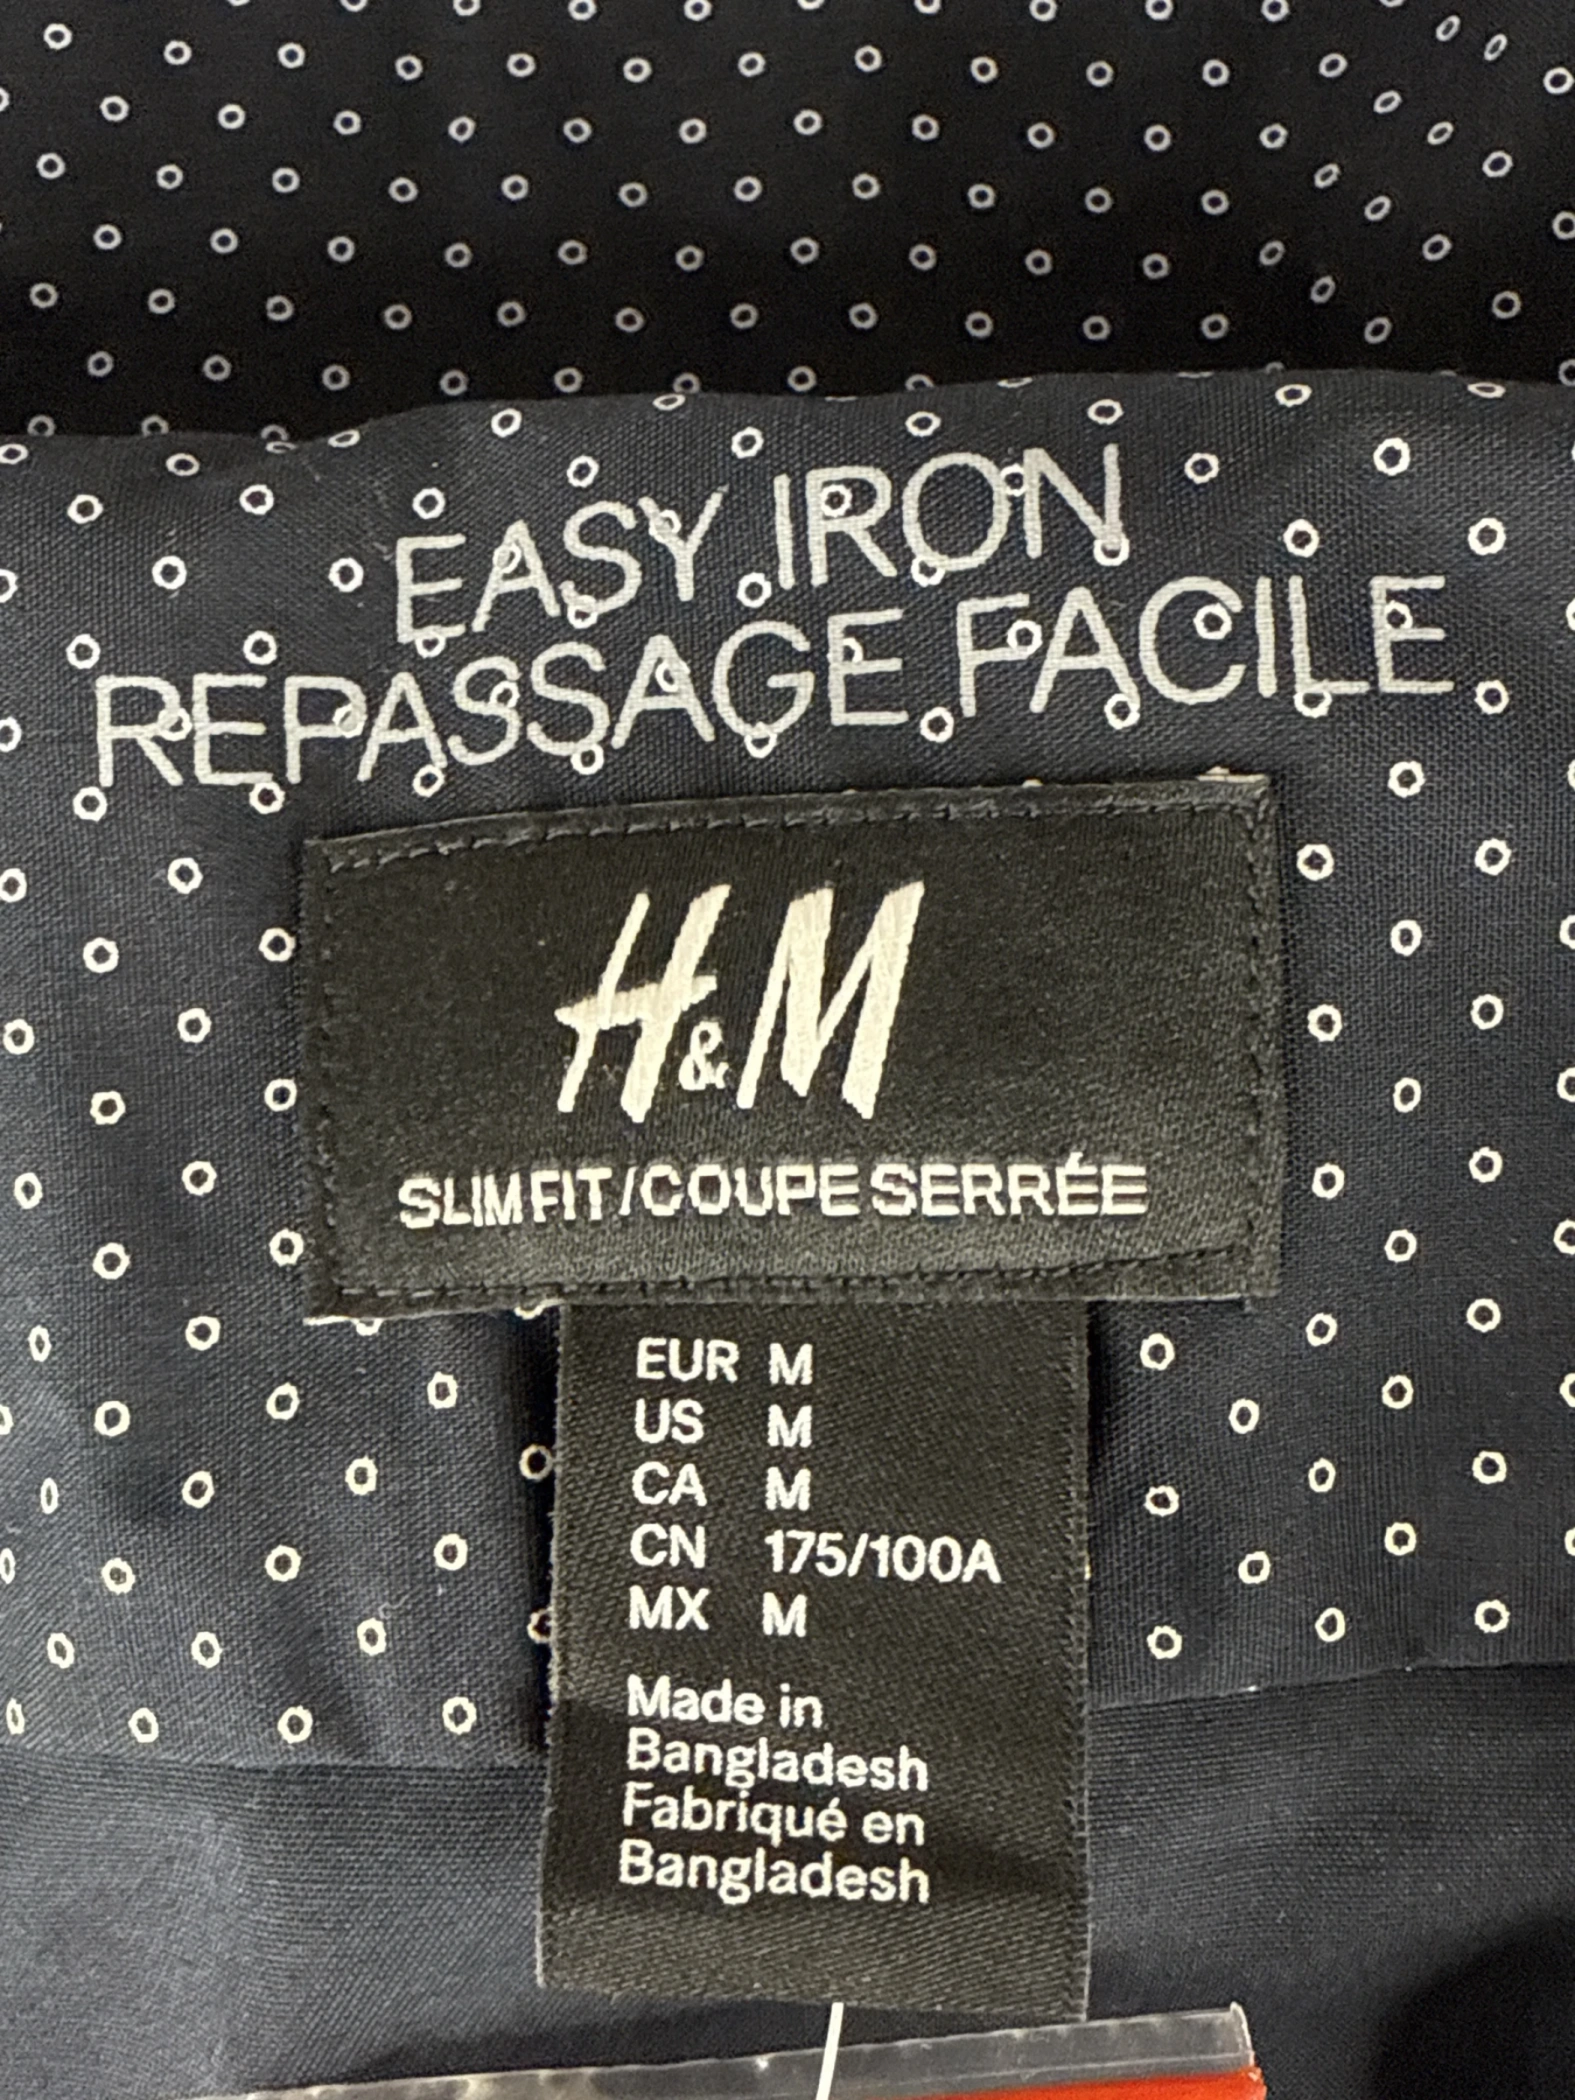 EASY IRON
REPASSAGE FACILE
H&M
SLIM FIT/COUPE SERRÉE
EUR M
US M
CA M
CN 175/100A
MX M
Made in
Bangladesh
Fabriqué en
Bangladesh